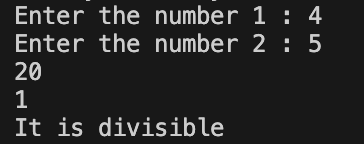 Enter the number 1 : 4
Enter the number 2 : 5
20
1
It is divisible